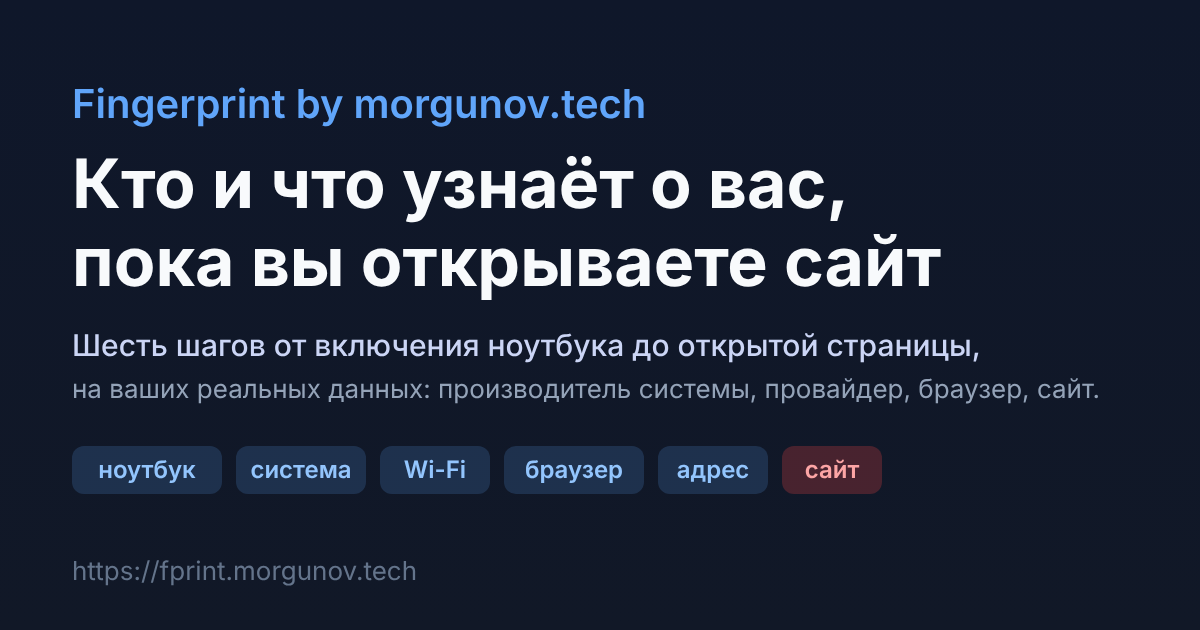 Fingerprint by morgunov.tech
Кто и что узнаёт о вас,
пока вы открываете сайт
Шесть шагов от включения ноутбука до открытой страницы,
на ваших реальных данных: производитель системы, провайдер, браузер, сайт.
ноутбук система Wi-Fi браузер адрес сайт
https://fprint.morgunov.tech